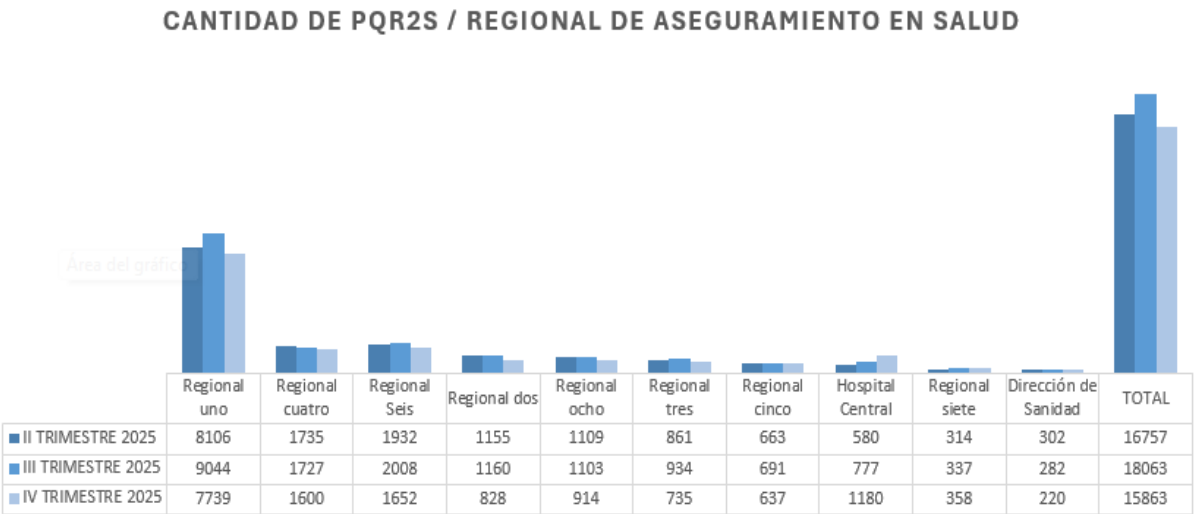 CANTIDAD DE PQR2S / REGIONAL DE ASEGURAMIENTO EN SALUD
Área del gráfico
Regional uno Regional cuatro Regional Seis Regional dos Regional ocho Regional tres Regional cinco Hospital Central Regional siete Dirección de Sanidad TOTAL
II TRIMESTRE 2025 8106 1735 1932 1155 1109 861 663 580 314 302 16757
III TRIMESTRE 2025 9044 1727 2008 1160 1103 934 691 777 337 282 18063
IV TRIMESTRE 2025 7739 1600 1652 828 914 735 637 1180 358 220 15863